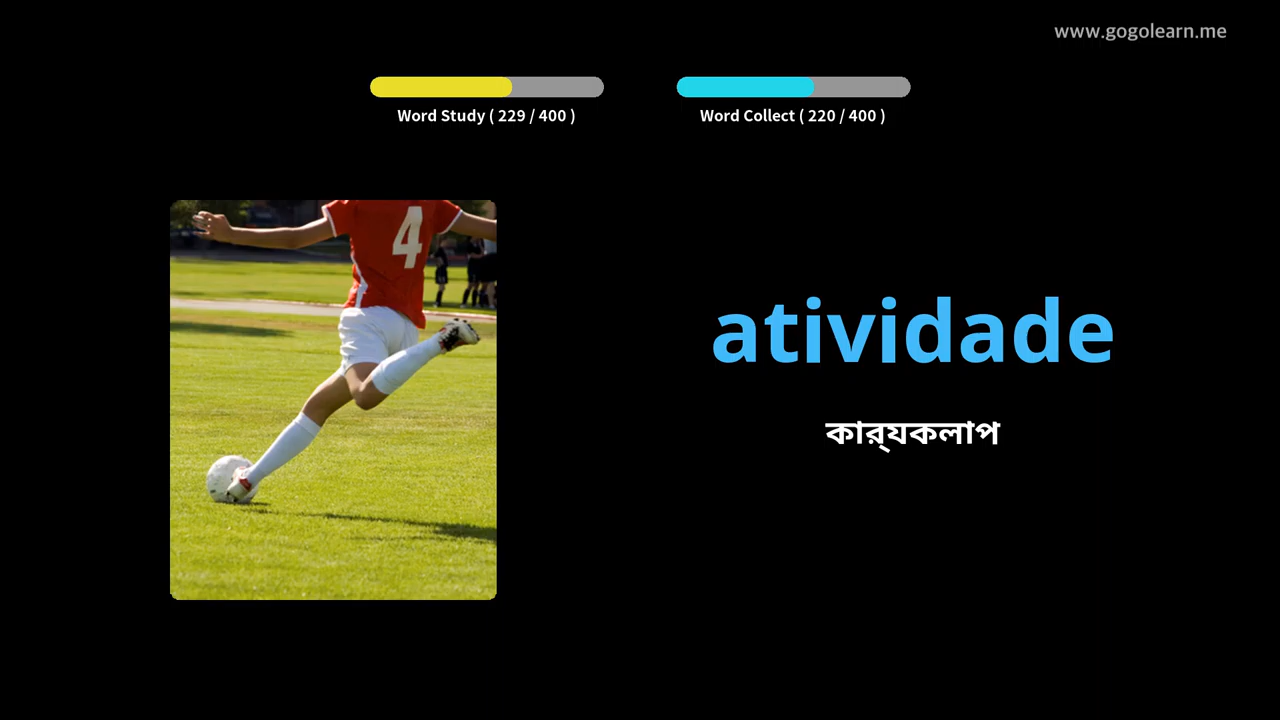 www.gogolearn.me
Word Study ( 229 / 400 )
Word Collect ( 220 / 400 )
4
atividade
কার্যকলাপ